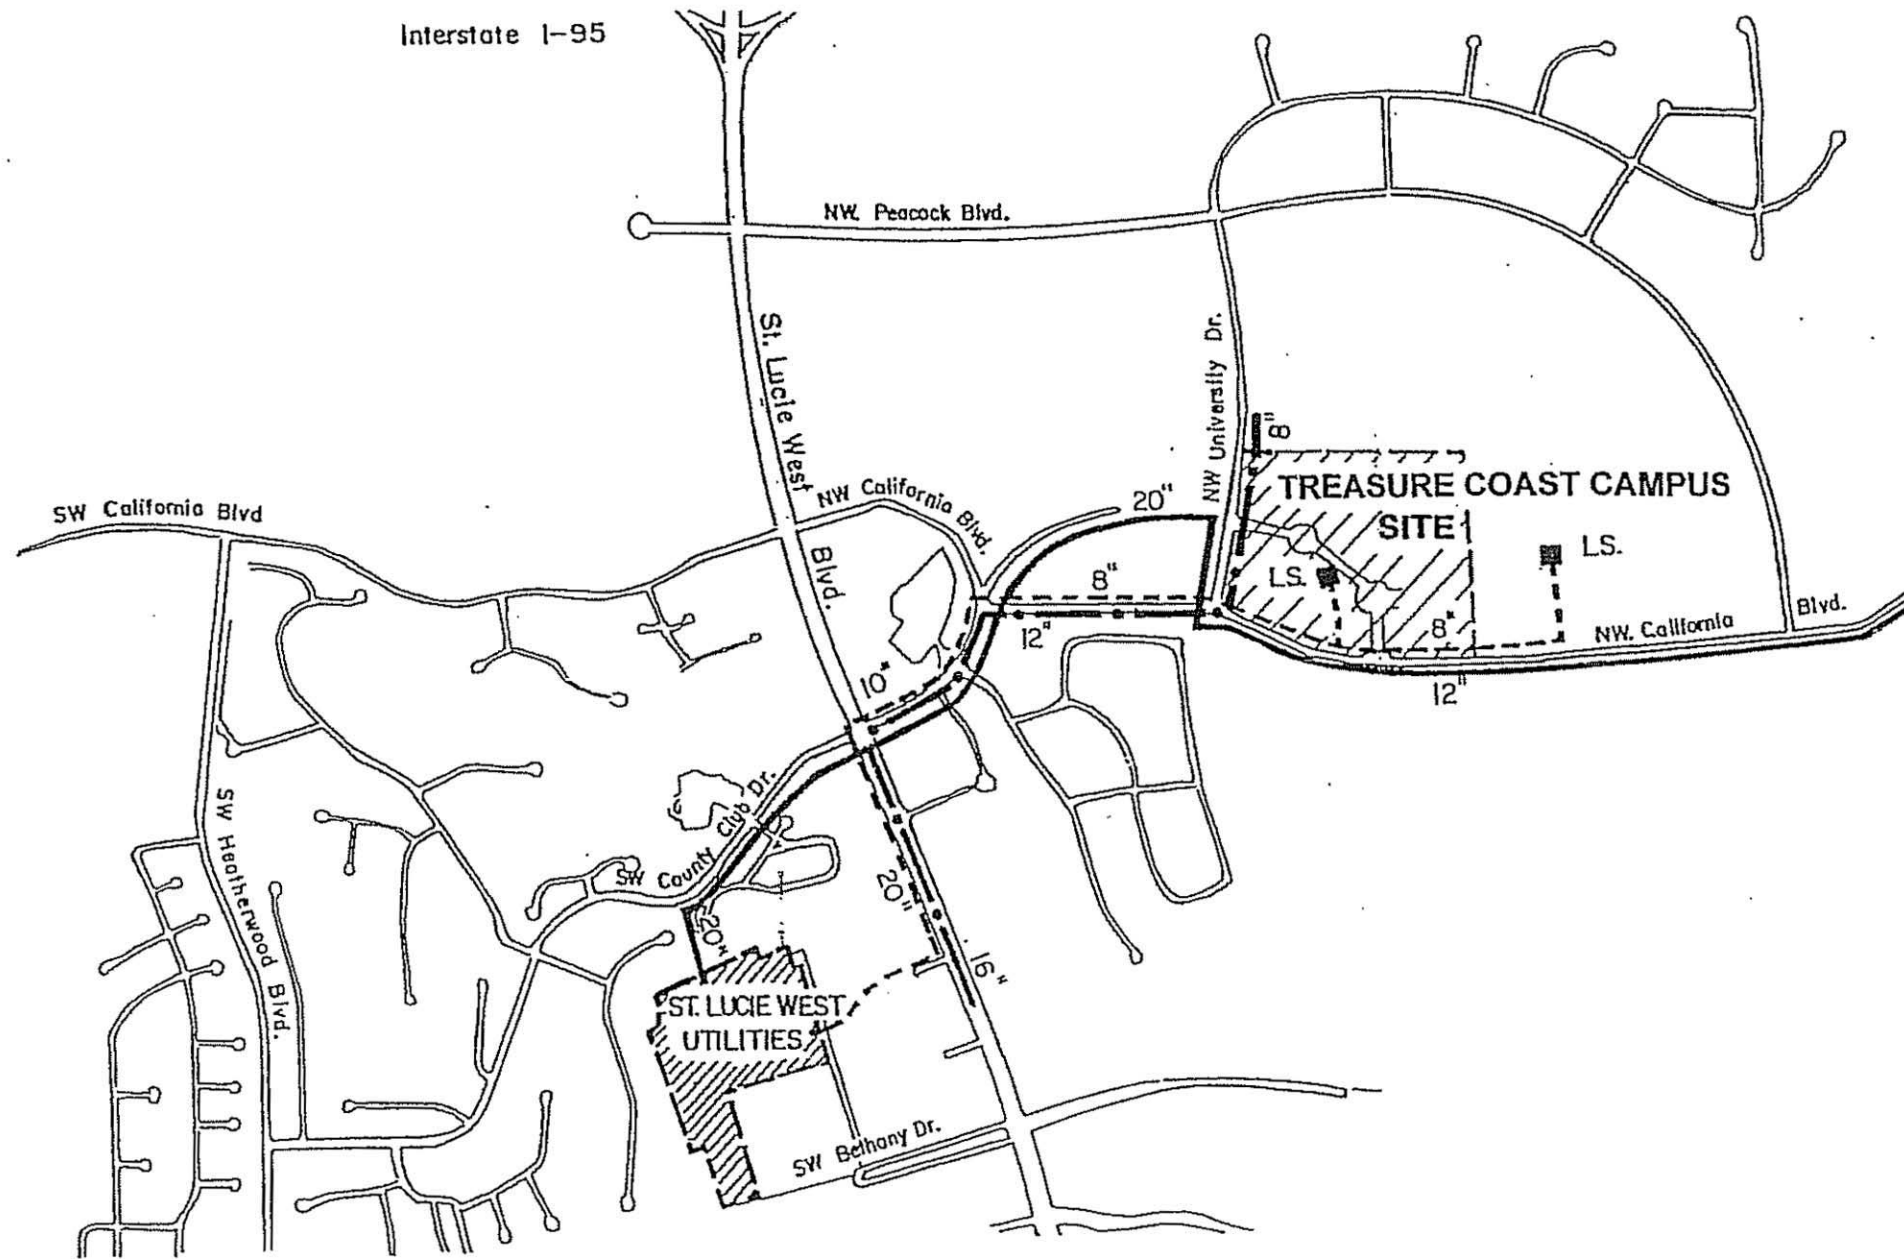 Interstate I-95
NW. Peacock Blvd.
St. Lucie West
Blvd.
NW University Dr.
8"
TREASURE COAST CAMPUS
SITE
L.S.
L.S.
SW California Blvd
NW California Blvd.
20"
8"
12"
8"
NW. California
Blvd.
12"
10"
SW County Club Dr.
SW Heatherwood Blvd.
20"
20"
16"
ST. LUCIE WEST
UTILITIES
SW Bethany Dr.